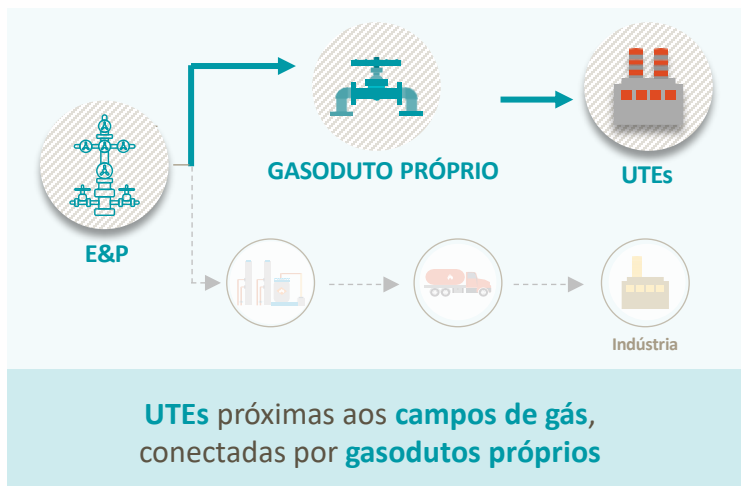 GASODUTO PRÓPRIO
UTEs
E&P
Indústria
UTEs próximas aos campos de gás,
conectadas por gasodutos próprios